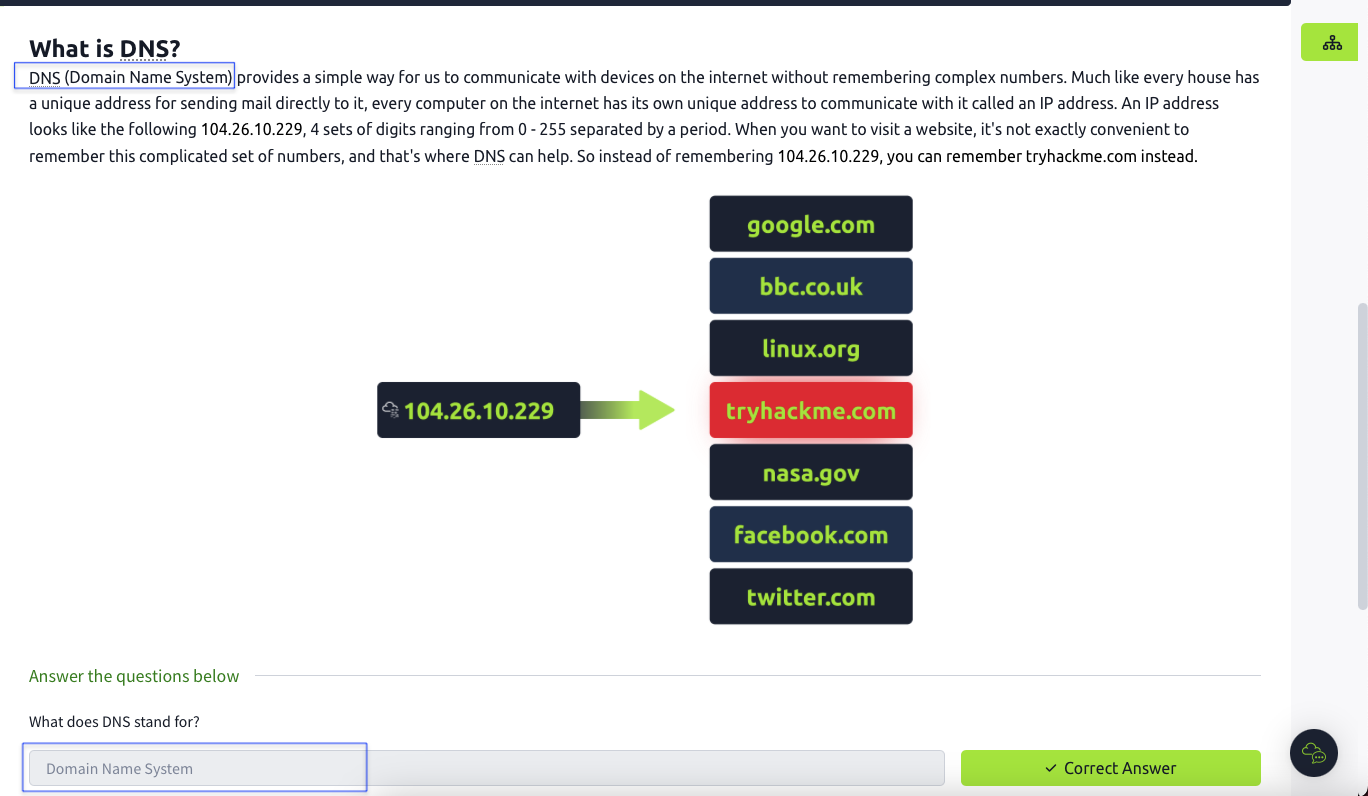 What is DNS?
DNS (Domain Name System) provides a simple way for us to communicate with devices on the internet without remembering complex numbers. Much like every house has
a unique address for sending mail directly to it, every computer on the internet has its own unique address to communicate with it called an IP address. An IP address
looks like the following 104.26.10.229, 4 sets of digits ranging from 0 - 255 separated by a period. When you want to visit a website, it's not exactly convenient to
remember this complicated set of numbers, and that's where DNS can help. So instead of remembering 104.26.10.229, you can remember tryhackme.com instead.
google.com
bbc.co.uk
linux.org
104.26.10.229
tryhackme.com
nasa.gov
facebook.com
twitter.com
Answer the questions below
What does DNS stand for?
Domain Name System
Correct Answer